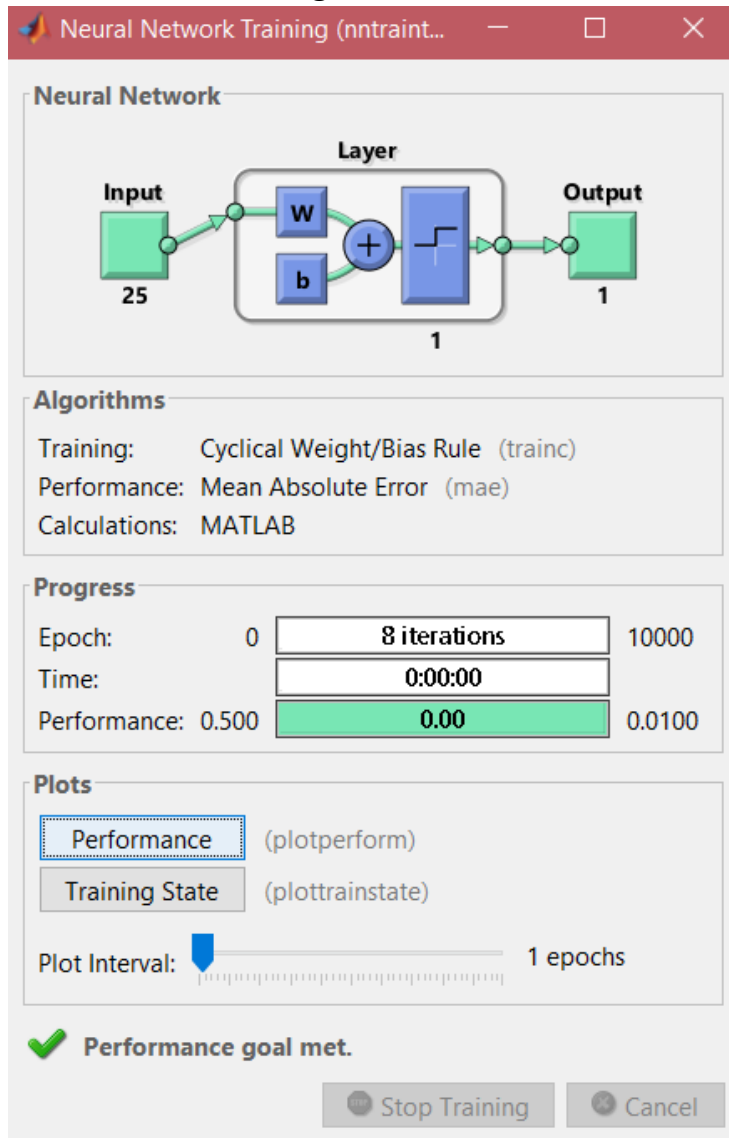 Neural Network Training (nntraint...
Neural Network
Layer
Input
Output
W
b
+
25
1
1
Algorithms
Training: Cyclical Weight/Bias Rule (trainc)
Performance: Mean Absolute Error (mae)
Calculations: MATLAB
Progress
Epoch: 0 8 iterations 10000
Time: 0:00:00
Performance: 0.500 0.00 0.0100
Plots
Performance (plotperform)
Training State (plottrainstate)
Plot Interval: 1 epochs
Performance goal met.
Stop Training Cancel